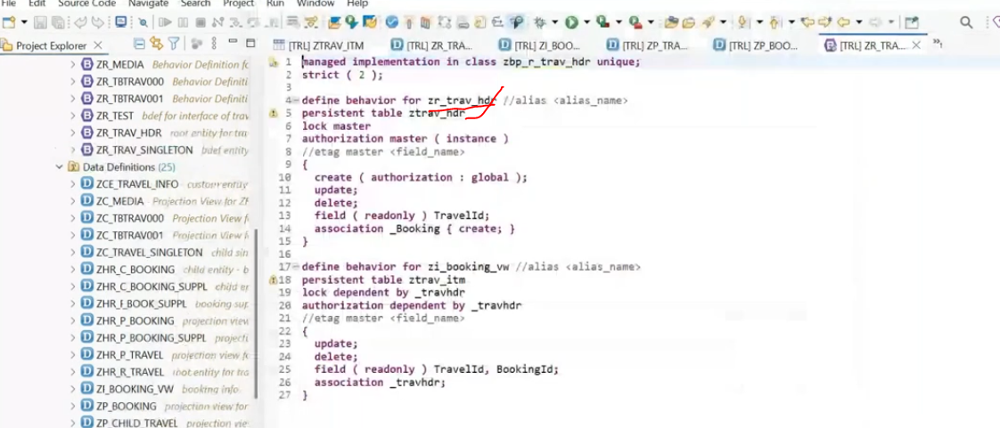 File Edit Source Code Navigate Search Project Run Window Help
Project Explorer
[TRL] ZTRAV_ITM
[TRL] ZR_TRA...
[TRL] ZI_BOO...
[TRL] ZP_TRA...
[TRL] ZP_BOO...
[TRL] ZR_TRA...
ZR_MEDIA Behavior Definition for
ZR_TBTRAV000 Behavior Definiti
ZR_TBTRAV001 Behavior Definiti
ZR_TEST bdef for interface of trav
ZR_TRAV_HDR root entity for tra
ZR_TRAV_SINGLETON bdef entity
Data Definitions (25)
ZCE_TRAVEL_INFO custom entity
ZC_MEDIA Projection View for ZF
ZC_TBTRAV000 Projection View f
ZC_TBTRAV001 Projection View f
ZC_TRAVEL_SINGLETON child sin
ZHR_C_BOOKING child entity - b
ZHR_C_BOOKING_SUPPL child er
ZHR_I_BOOK_SUPPL booking sup
ZHR_P_BOOKING projection view
ZHR_P_BOOKING_SUPPL projecti
ZHR_P_TRAVEL projection view f
ZHR_R_TRAVEL root entity for tra
ZI_BOOKING_VW booking info
ZP_BOOKING projection view for
ZP_CHILD_TRAVEL projection vie
1 managed implementation in class zbp_r_trav_hdr unique;
2 strict ( 2 );
3
4 define behavior for zr_trav_hdr //alias <alias_name>
5 persistent table ztrav_hdr
6 lock master
7 authorization master ( instance )
8 //etag master <field_name>
9 {
10 create ( authorization : global );
11 update;
12 delete;
13 field ( readonly ) TravelId;
14 association _Booking { create; }
15 }
16
17 define behavior for zi_booking_vw //alias <alias_name>
18 persistent table ztrav_itm
19 lock dependent by _travhdr
20 authorization dependent by _travhdr
21 //etag master <field_name>
22 {
23 update;
24 delete;
25 field ( readonly ) TravelId, BookingId;
26 association _travhdr;
27 }